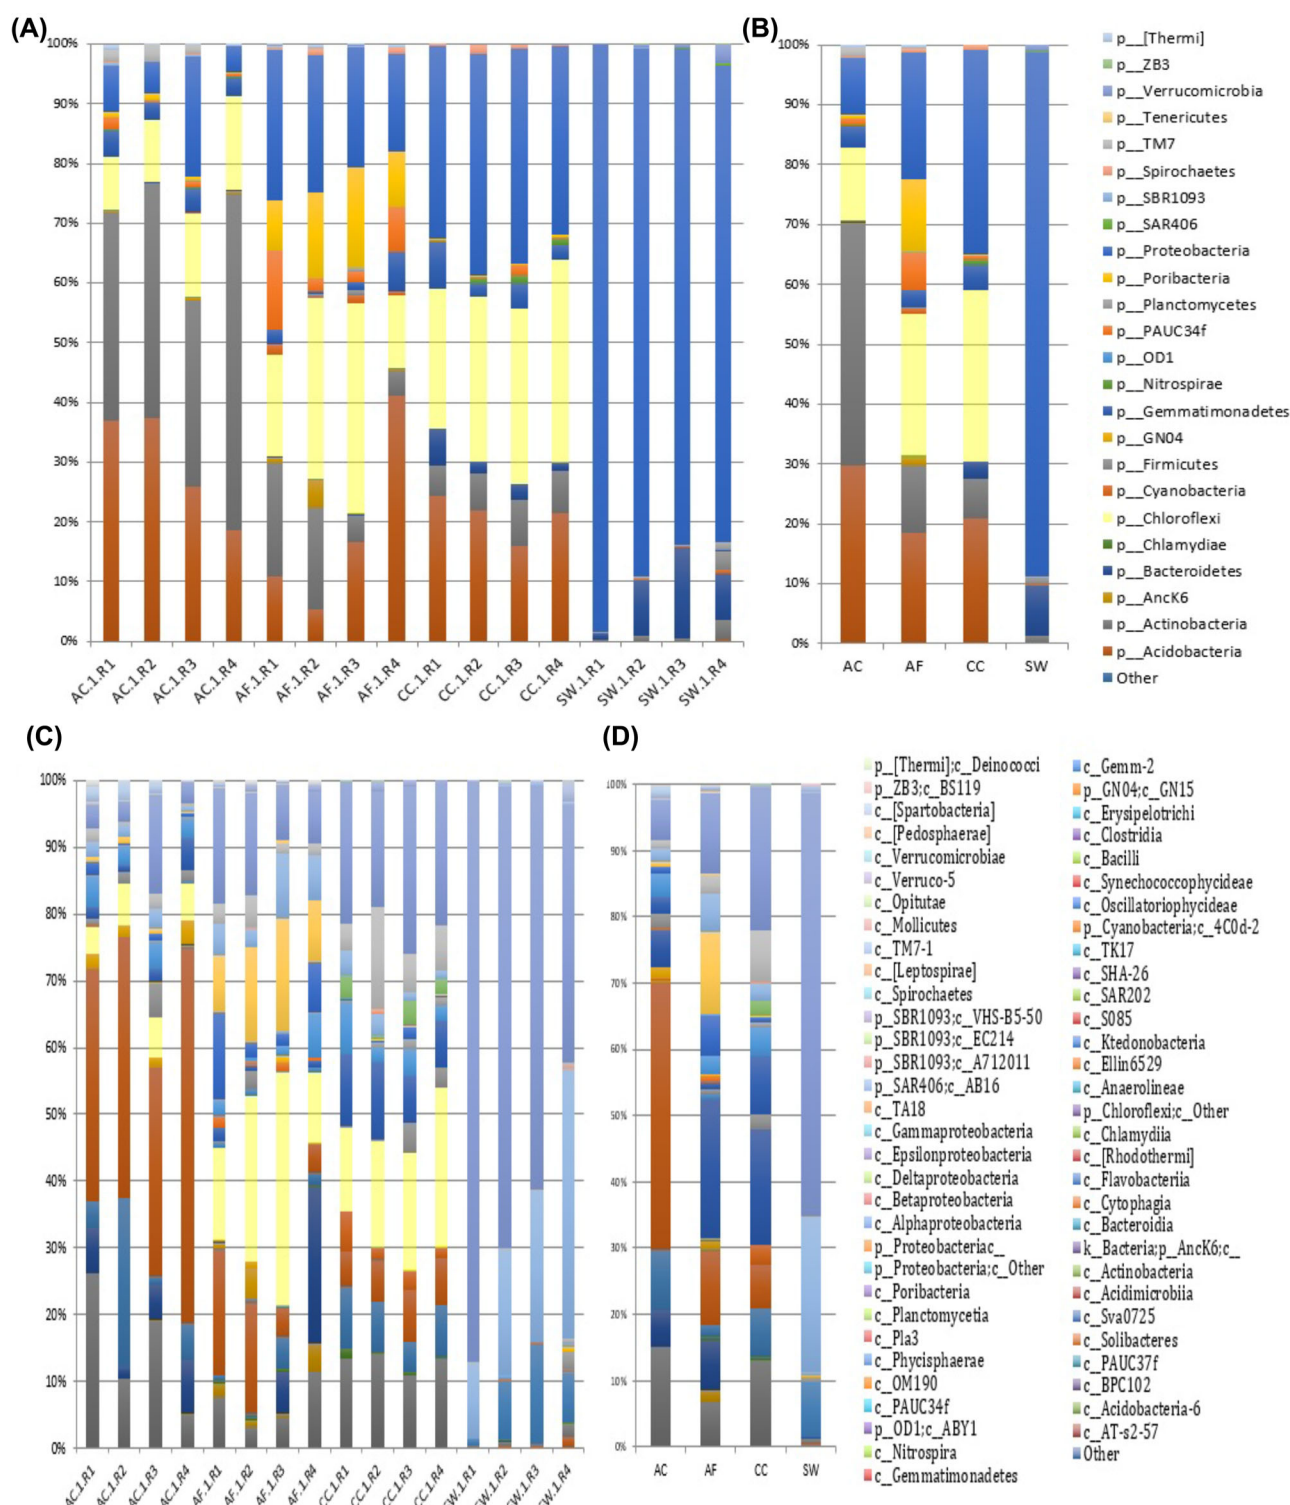 (A)
100%
90%
80%
70%
60%
50%
40%
30%
20%
10%
0%
AC.1.R1
AC.1.R2
AC.1.R3
AC.1.R4
AF.1.R1
AF.1.R2
AF.1.R3
AF.1.R4
CC.1.R1
CC.1.R2
CC.1.R3
CC.1.R4
SW.1.R1
SW.1.R2
SW.1.R3
SW.1.R4
(B)
100%
90%
80%
70%
60%
50%
40%
30%
20%
10%
0%
AC
AF
CC
SW
p__[Thermi]
p__ZB3
p__Verrucomicrobia
p__Tenericutes
p__TM7
p__Spirochaetes
p__SBR1093
p__SAR406
p__Proteobacteria
p__Poribacteria
p__Planctomycetes
p__PAUC34f
p__OD1
p__Nitrospirae
p__Gemmatimonadetes
p__GN04
p__Firmicutes
p__Cyanobacteria
p__Chloroflexi
p__Chlamydiae
p__Bacteroidetes
p__AncK6
p__Actinobacteria
p__Acidobacteria
Other
(C)
100%
90%
80%
70%
60%
50%
40%
30%
20%
10%
0%
AC.1.R1
AC.1.R2
AC.1.R3
AC.1.R4
AF.1.R1
AF.1.R2
AF.1.R3
AF.1.R4
CC.1.R1
CC.1.R2
CC.1.R3
CC.1.R4
SW.1.R1
SW.1.R2
SW.1.R3
SW.1.R4
(D)
100%
90%
80%
70%
60%
50%
40%
30%
20%
10%
0%
AC
AF
CC
SW
p__[Thermi];c__Deinococci
p__ZB3;c__BS119
c__[Spartobacteria]
c__[Pedosphaerae]
c__Verrucomicrobiae
c__Verruco-5
c__Opitutae
c__Mollicutes
c__TM7-1
c__[Leptospirae]
c__Spirochaetes
p__SBR1093;c__VHS-B5-50
p__SBR1093;c__EC214
p__SBR1093;c__A712011
p__SAR406;c__AB16
c__TA18
c__Gammaproteobacteria
c__Epsilonproteobacteria
c__Deltaproteobacteria
c__Betaproteobacteria
c__Alphaproteobacteria
p__Proteobacteriac__
p__Proteobacteria;c__Other
c__Poribacteria
c__Planctomycetia
c__Pla3
c__Phycisphaerae
c__OM190
c__PAUC34f
p__OD1;c__ABY1
c__Nitrospira
c__Gemmatimonadetes
c__Gemm-2
p__GN04;c__GN15
c__Erysipelotrichi
c__Clostridia
c__Bacilli
c__Synechococcophycideae
c__Oscillatoriophycideae
p__Cyanobacteria;c__4C0d-2
c__TK17
c__SHA-26
c__SAR202
c__S085
c__Ktedonobacteria
c__Ellin6529
c__Anaerolineae
p__Chloroflexi;c__Other
c__Chlamydiia
c__[Rhodothermi]
c__Flavobacteriia
c__Cytophagia
c__Bacteroidia
k__Bacteria;p__AncK6;c__
c__Actinobacteria
c__Acidimicrobiia
c__Sva0725
c__Solibacteres
c__PAUC37f
c__BPC102
c__Acidobacteria-6
c__AT-s2-57
Other